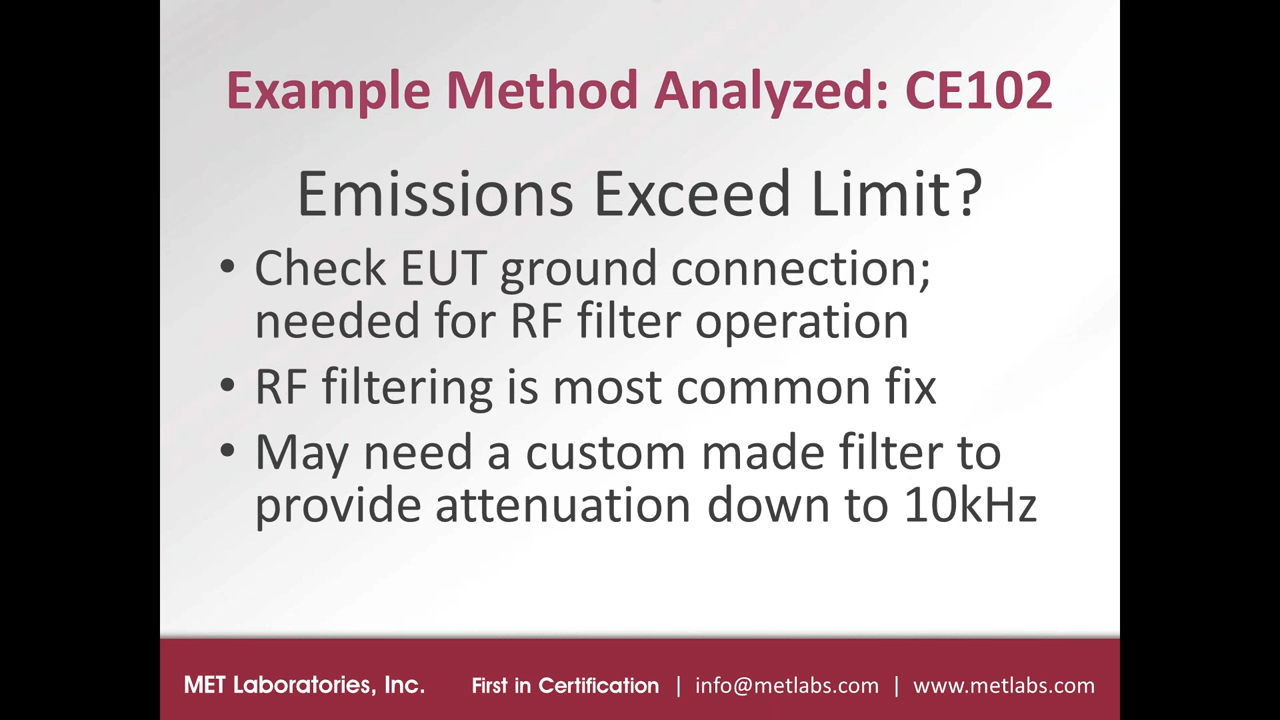 Example Method Analyzed: CE102
Emissions Exceed Limit?
• Check EUT ground connection;
needed for RF filter operation
• RF filtering is most common fix
• May need a custom made filter to
provide attenuation down to 10kHz
MET Laboratories, Inc. First in Certification | info@metlabs.com | www.metlabs.com